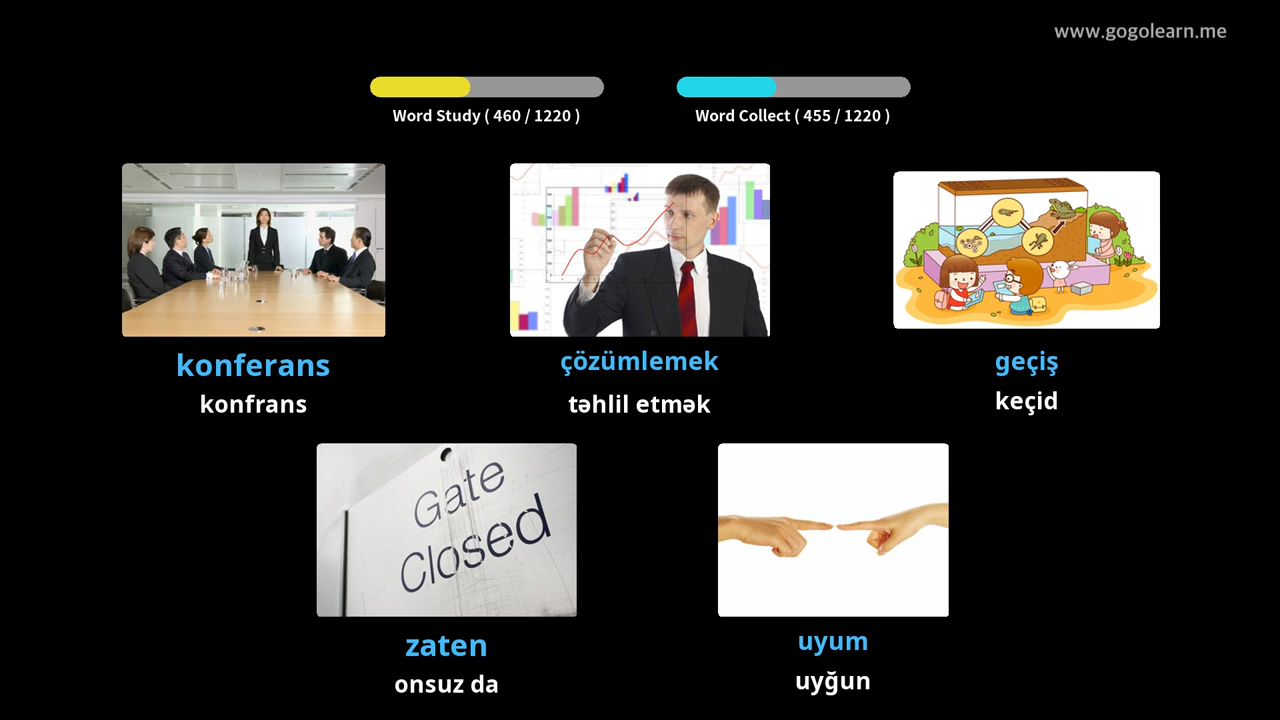 www.gogolearn.me
Word Study ( 460 / 1220 )
Word Collect ( 455 / 1220 )
konferans
konfrans
çözümlemek
təhlil etmək
geçiş
keçid
Gate
Closed
zaten
onsuz da
uyum
uyğun